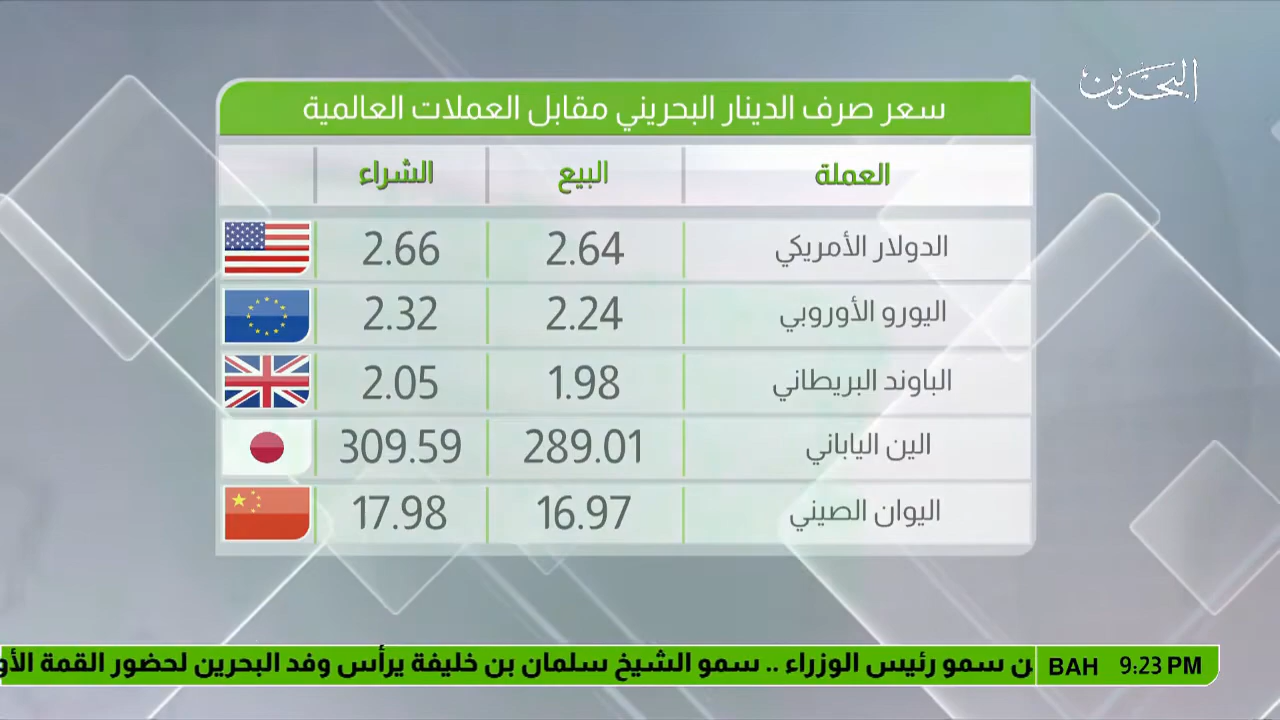 البحرين
سعر صرف الدينار البحريني مقابل العملات العالمية
العملة البيع الشراء
الدولار الأمريكي 2.64 2.66
اليورو الأوروبي 2.24 2.32
الباوند البريطاني 1.98 2.05
الين الياباني 289.01 309.59
اليوان الصيني 16.97 17.98
سمو رئيس الوزراء .. سمو الشيخ سلمان بن خليفة يرأس وفد البحرين لحضور القمة
BAH 9:23 PM